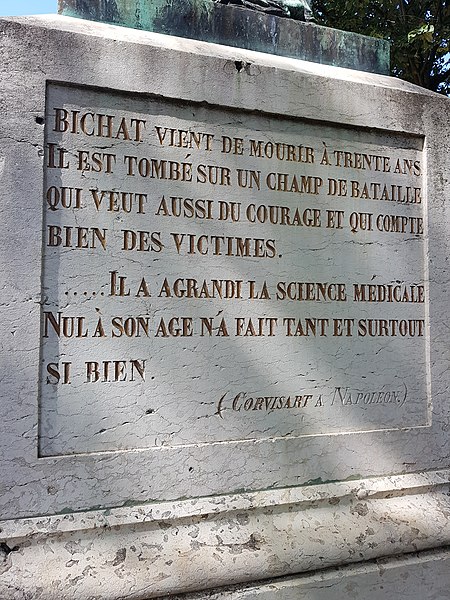 BICHAT VIENT DE MOURIR À TRENTE ANS
IL EST TOMBÉ SUR UN CHAMP DE BATAILLE
QUI VEUT AUSSI DU COURAGE ET QUI COMPTE
BIEN DES VICTIMES.
......IL A AGRANDI LA SCIENCE MÉDICALE
NUL À SON AGE N'A FAIT TANT ET SURTOUT
SI BIEN.
(CORVISART A NAPOLÉON.)